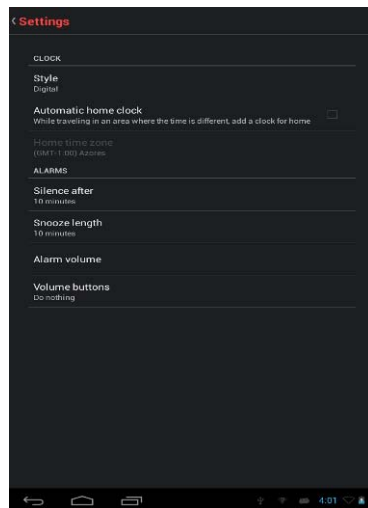 Settings
CLOCK
Style
Digital
Automatic home clock
While traveling in an area where the time is different, add a clock for home
Home time zone
(GMT-1:00) Azores
ALARMS
Silence after
10 minutes
Snooze length
10 minutes
Alarm volume
Volume buttons
Do nothing
4:01